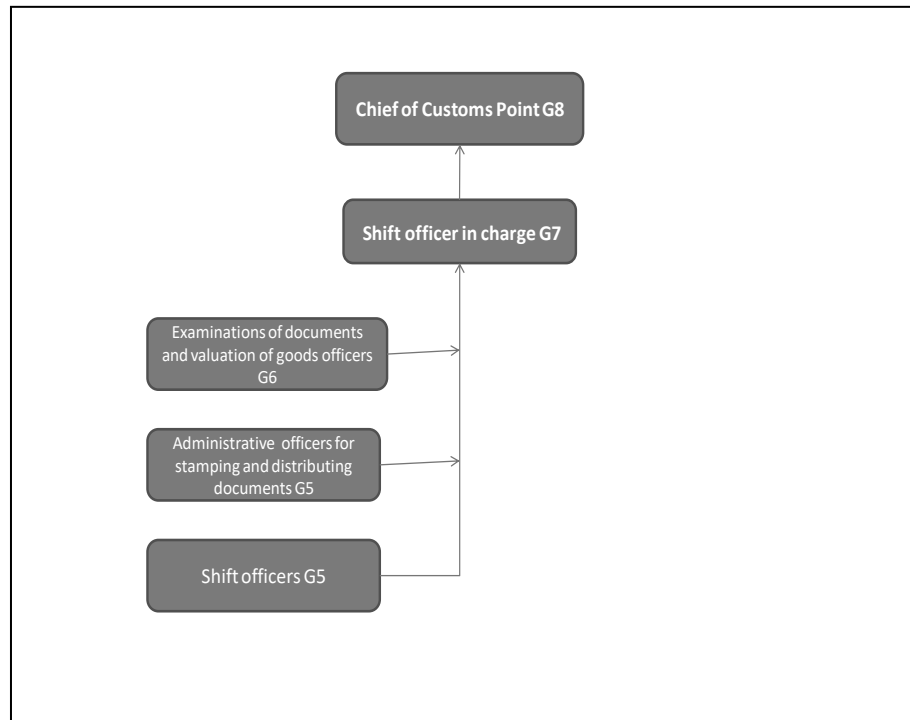 Chief of Customs Point G8
Shift officer in charge G7
Examinations of documents
and valuation of goods officers
G6
Administrative officers for
stamping and distributing
documents G5
Shift officers G5